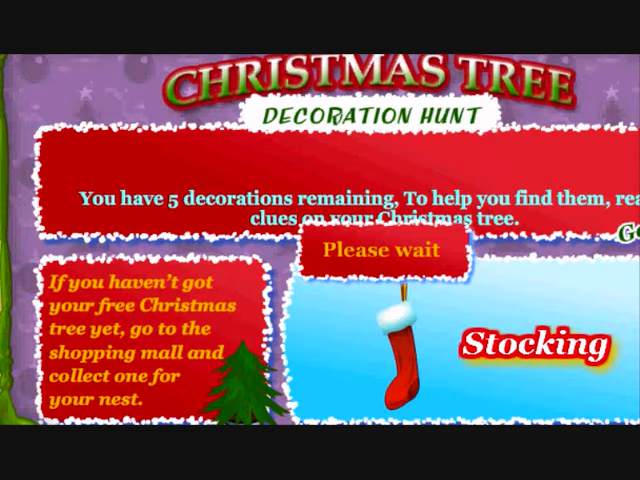 CHRISTMAS TREE
DECORATION HUNT
You have 5 decorations remaining, To help you find them, rea
clues on your Christmas tree.
Go
Please wait
If you haven't got
your free Christmas
tree yet, go to the
shopping mall and
collect one for
your nest.
Stocking